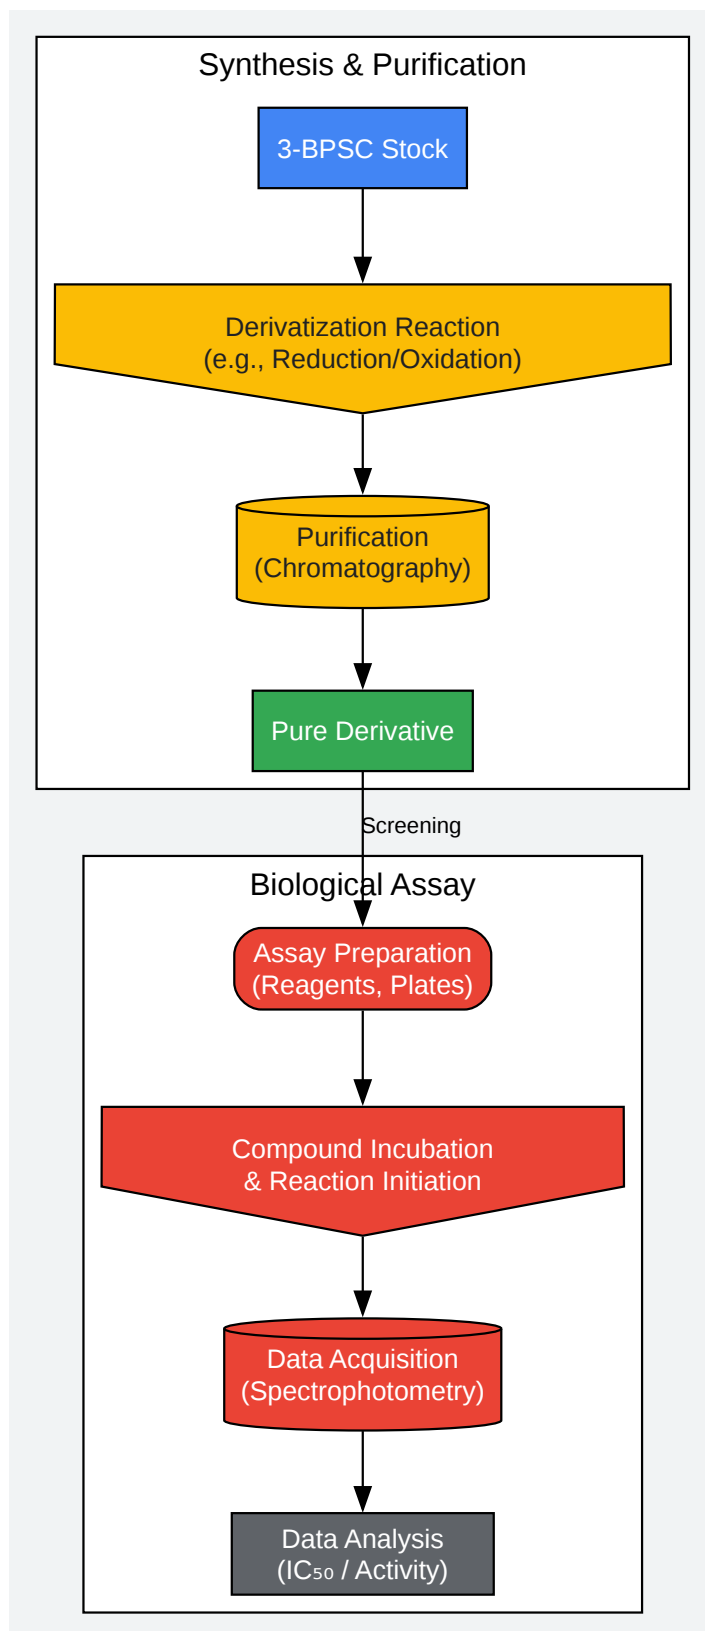 Synthesis & Purification
3-BPSC Stock
Derivatization Reaction
(e.g., Reduction/Oxidation)
Purification
(Chromatography)
Pure Derivative
Screening
Biological Assay
Assay Preparation
(Reagents, Plates)
Compound Incubation
& Reaction Initiation
Data Acquisition
(Spectrophotometry)
Data Analysis
(IC₅₀ / Activity)